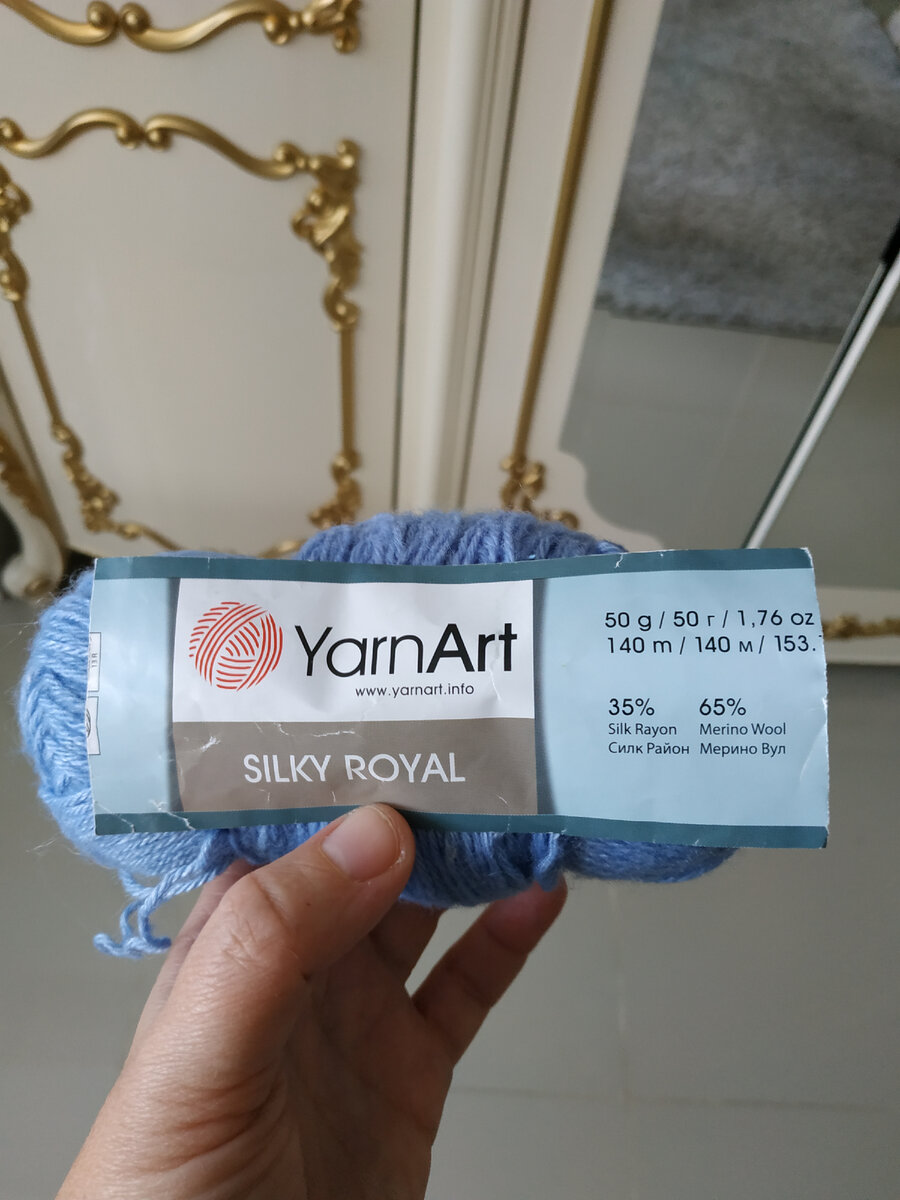 YarnArt
www.yarnart.info
SILKY ROYAL
50 g / 50 г / 1,76 oz
140 m / 140 м / 153.
35% 65%
Silk Rayon Merino Wool
Силк Район Мерино Вул